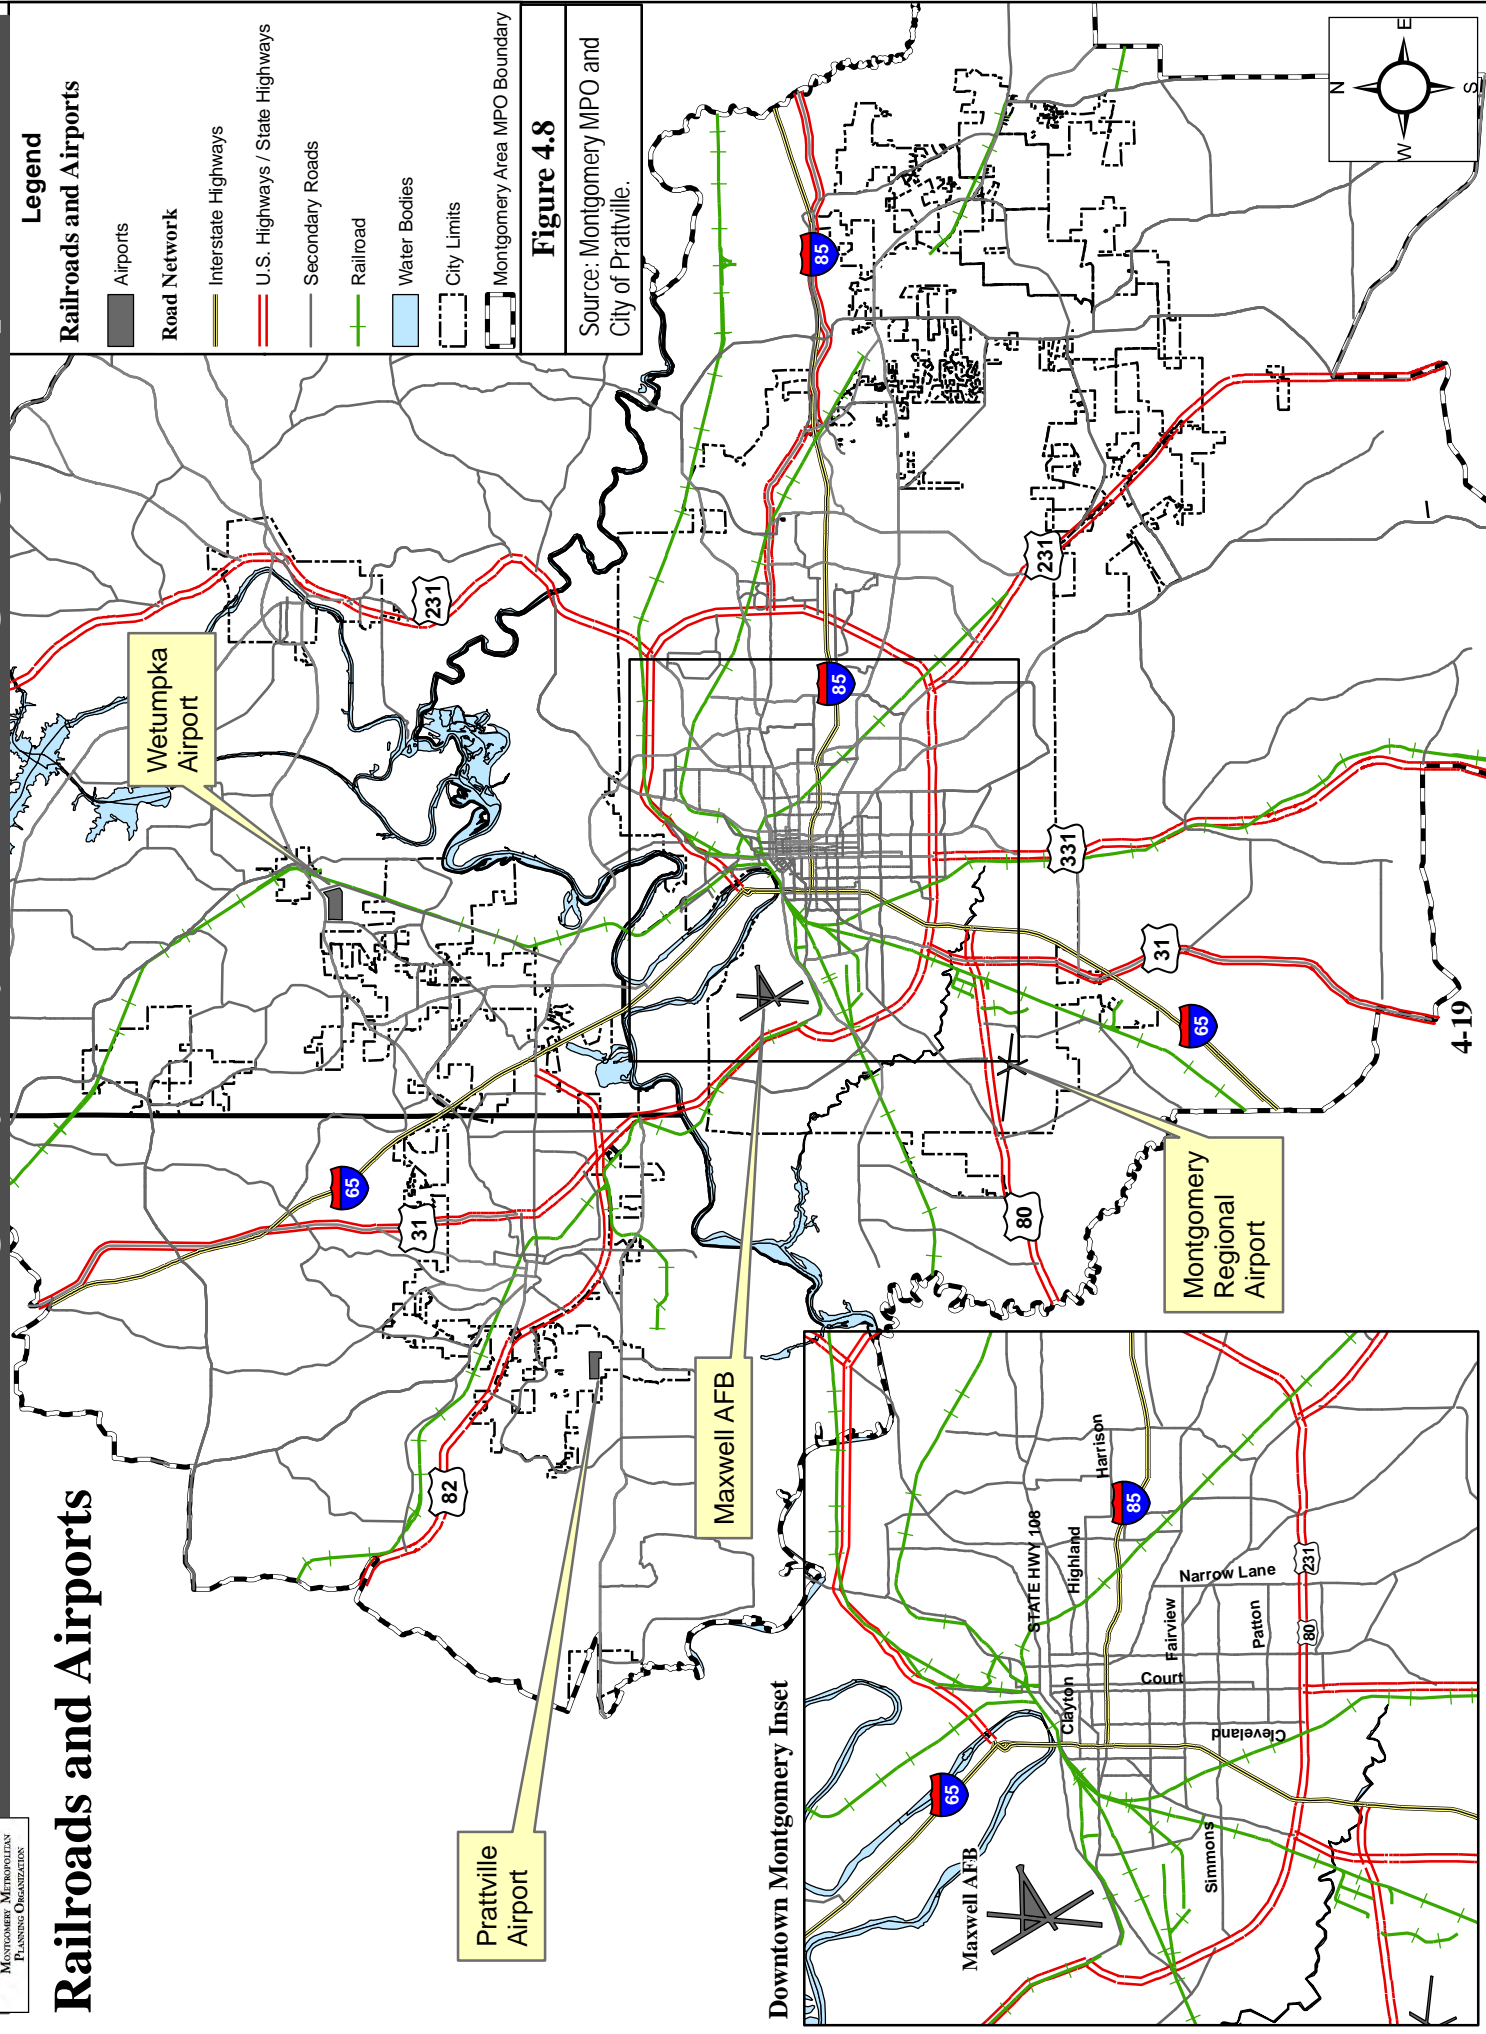 MONTGOMERY METROPOLITAN
PLANNING ORGANIZATION
Railroads and Airports
Legend
Railroads and Airports
Airports
Road Network
Interstate Highways
U.S. Highways / State Highways
Secondary Roads
Railroad
Water Bodies
City Limits
Montgomery Area MPO Boundary
Figure 4.8
Source: Montgomery MPO and
City of Prattville.
N
W
E
S
Wetumpka
Airport
Prattville
Airport
Maxwell AFB
Montgomery
Regional
Airport
65
31
82
231
85
85
231
331
31
65
80
Downtown Montgomery Inset
65
Maxwell AFB
STATE HWY 108
Highland
Harrison
85
Clayton
Court
Fairview
Narrow Lane
Patton
Cleveland
Simmons
80
231
4-19